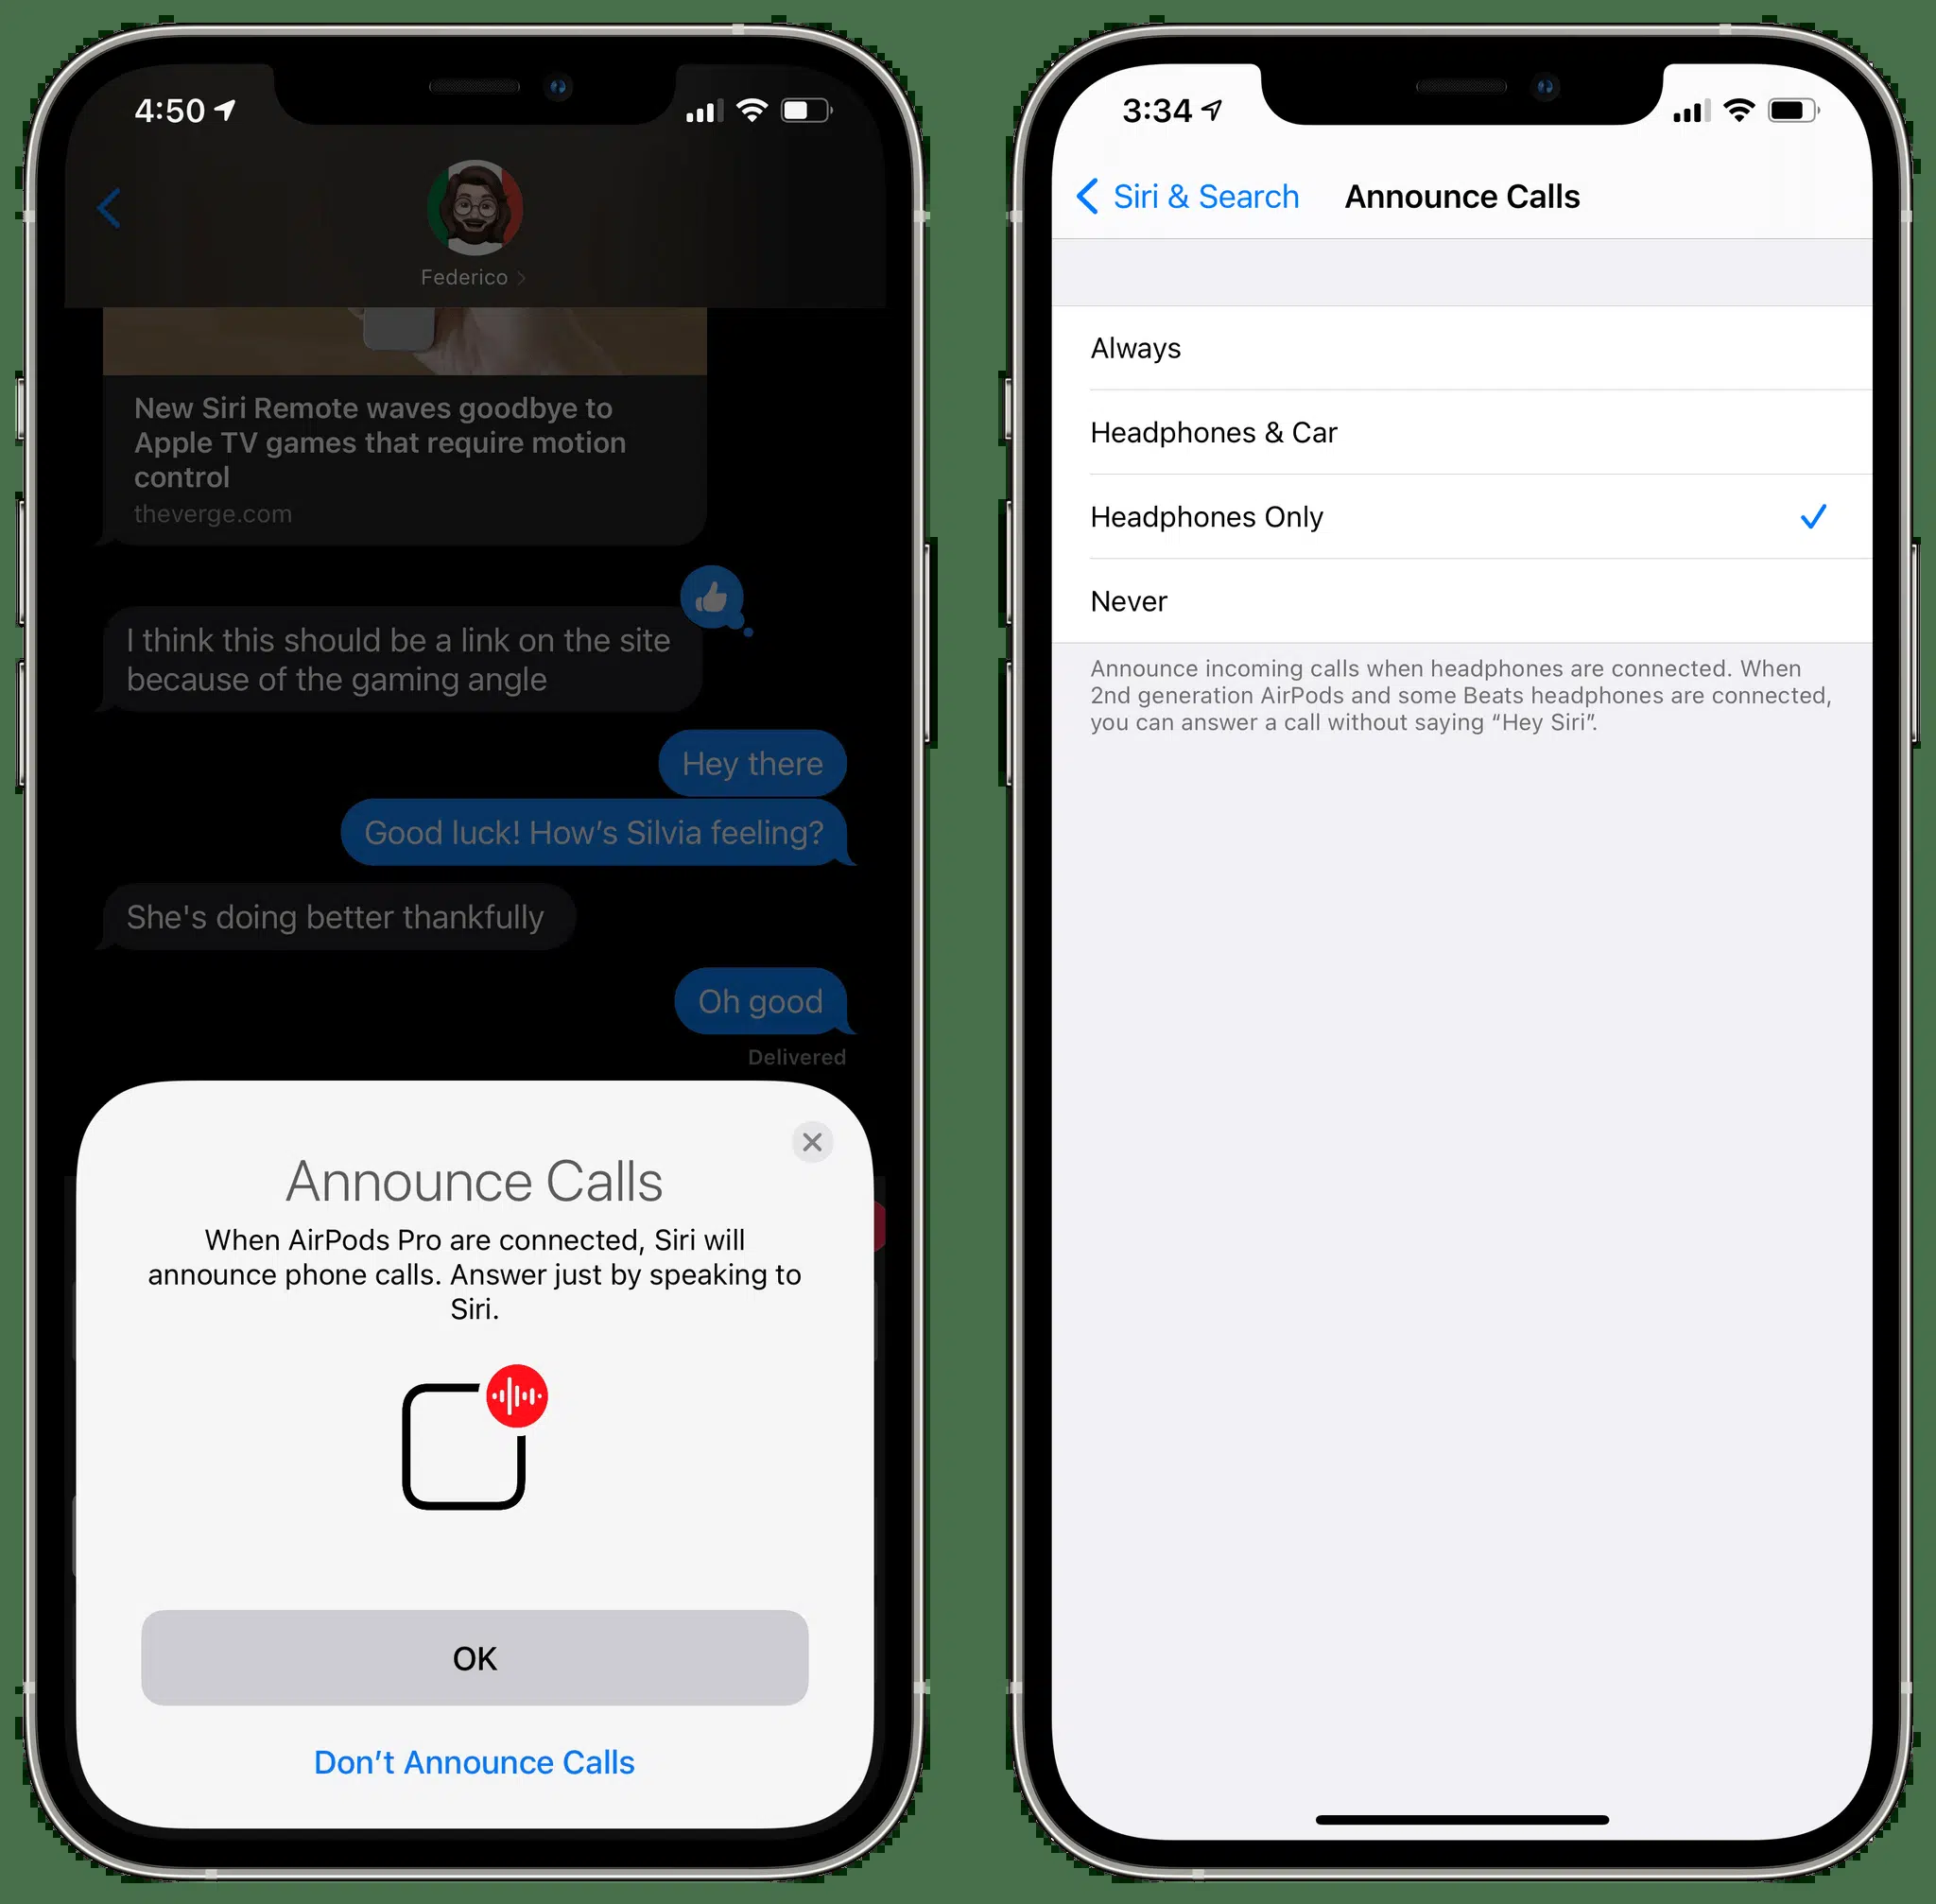 4:50
Federico
New Siri Remote waves goodbye to
Apple TV games that require motion
control
theverge.com
I think this should be a link on the site
because of the gaming angle
Hey there
Good luck! How’s Silvia feeling?
She's doing better thankfully
Oh good
Delivered
Announce Calls
When AirPods Pro are connected, Siri will
announce phone calls. Answer just by speaking to
Siri.
OK
Don’t Announce Calls
3:34
Siri & Search
Announce Calls
Always
Headphones & Car
Headphones Only
Never
Announce incoming calls when headphones are connected. When
2nd generation AirPods and some Beats headphones are connected,
you can answer a call without saying “Hey Siri”.